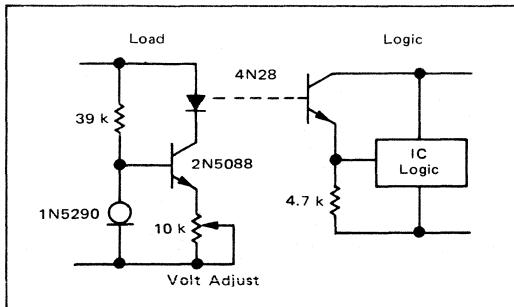 Load
Logic
4N28
39 k
2N5088
IC
Logic
1N5290
10 k
4.7 k
Volt Adjust